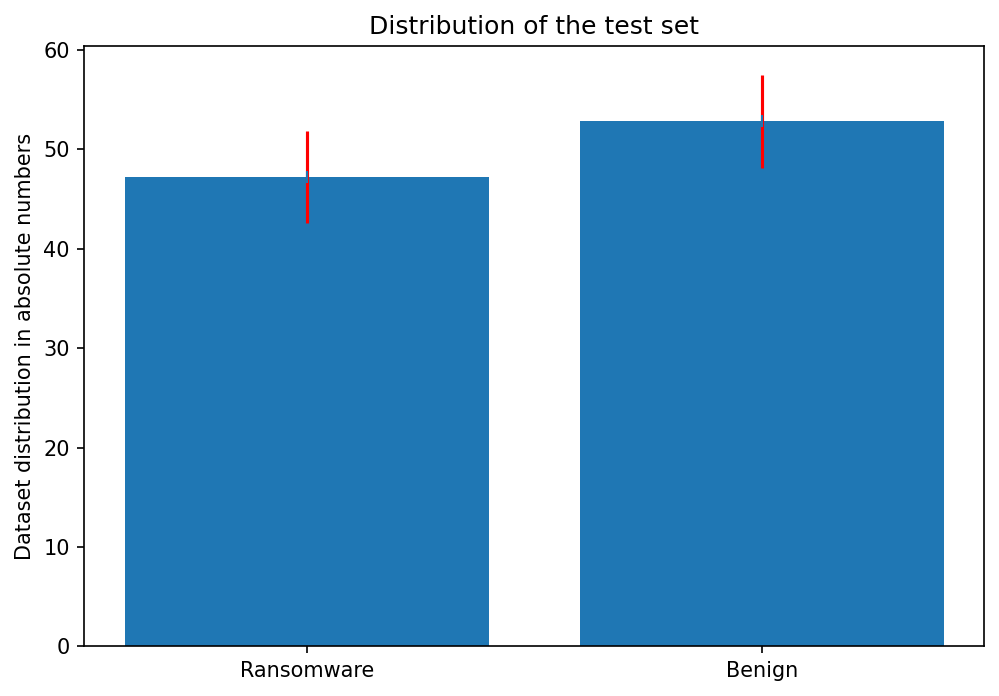 Distribution of the test set
Dataset distribution in absolute numbers
60
50
40
30
20
10
0
Ransomware
Benign